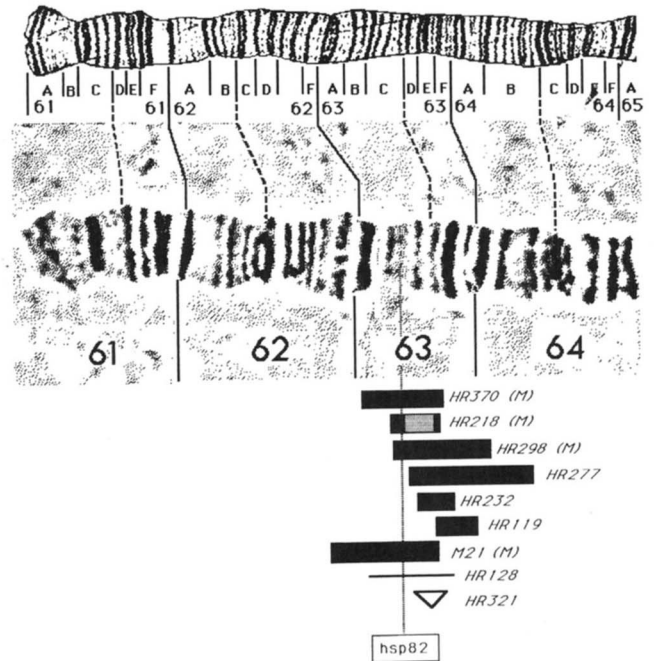 A B C D E F A B C D F A B C D E F A B C D E F A
61 61 62 62 63 63 64 64 65
61 62 63 64
HR370 (M)
HR218 (M)
HR298 (M)
HR277
HR232
HR119
M21 (M)
HR128
HR321
hsp82